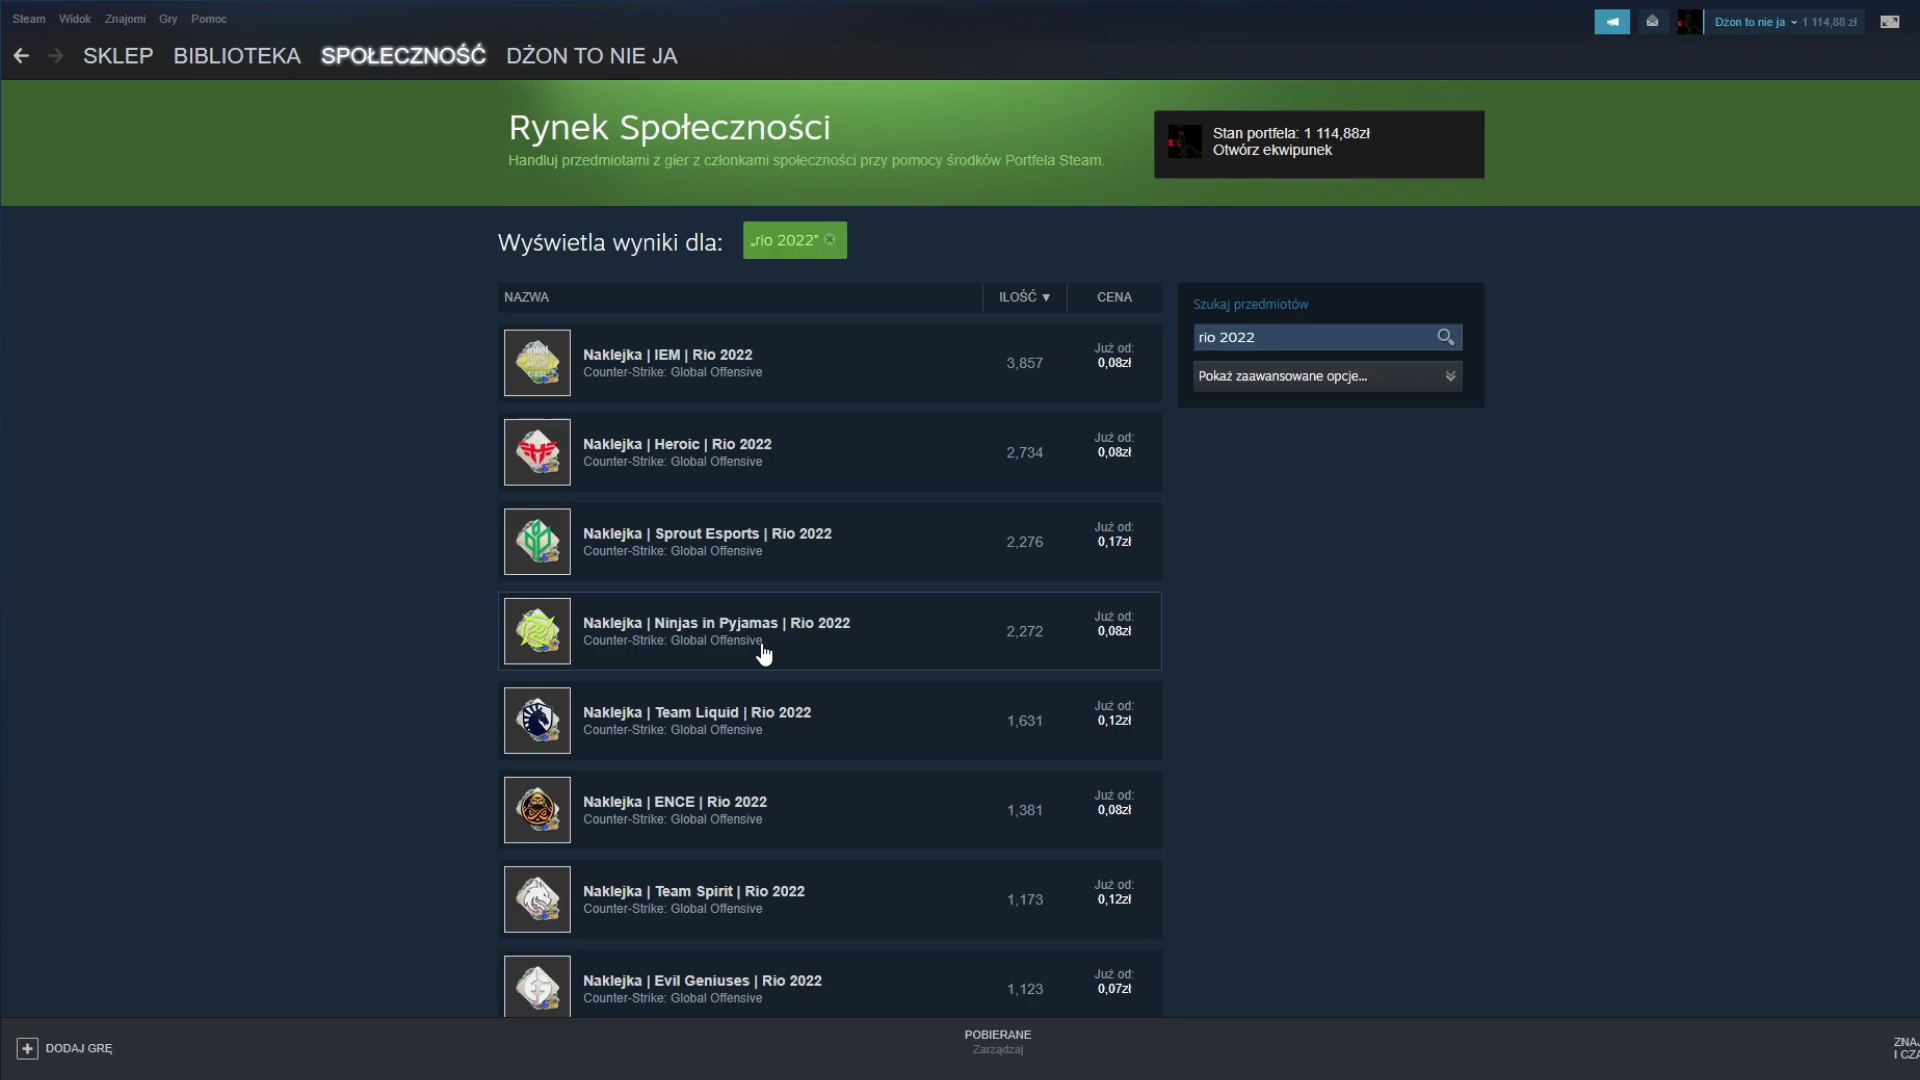 Steam Widok Znajomi Gry Pomoc
Dżon to nie ja 1 114,88 zł
SKLEP BIBLIOTEKA SPOŁECZNOŚĆ DŻON TO NIE JA
Rynek Społeczności
Handluj przedmiotami z gier z członkami społeczności przy pomocy środków Portfela Steam.
Stan portfela: 1 114,88zł
Otwórz ekwipunek
Wyświetla wyniki dla: „rio 2022"
NAZWA ILOŚĆ ▼ CENA
Szukaj przedmiotów
rio 2022
Pokaż zaawansowane opcje...
Naklejka | IEM | Rio 2022
Counter-Strike: Global Offensive
3,857
Już od:
0,08zł
Naklejka | Heroic | Rio 2022
Counter-Strike: Global Offensive
2,734
Już od:
0,08zł
Naklejka | Sprout Esports | Rio 2022
Counter-Strike: Global Offensive
2,276
Już od:
0,17zł
Naklejka | Ninjas in Pyjamas | Rio 2022
Counter-Strike: Global Offensive
2,272
Już od:
0,08zł
Naklejka | Team Liquid | Rio 2022
Counter-Strike: Global Offensive
1,631
Już od:
0,12zł
Naklejka | ENCE | Rio 2022
Counter-Strike: Global Offensive
1,381
Już od:
0,08zł
Naklejka | Team Spirit | Rio 2022
Counter-Strike: Global Offensive
1,173
Już od:
0,12zł
Naklejka | Evil Geniuses | Rio 2022
Counter-Strike: Global Offensive
1,123
Już od:
0,07zł
DODAJ GRĘ
POBIERANE
Zarządzaj
ZNAJ
I CZA